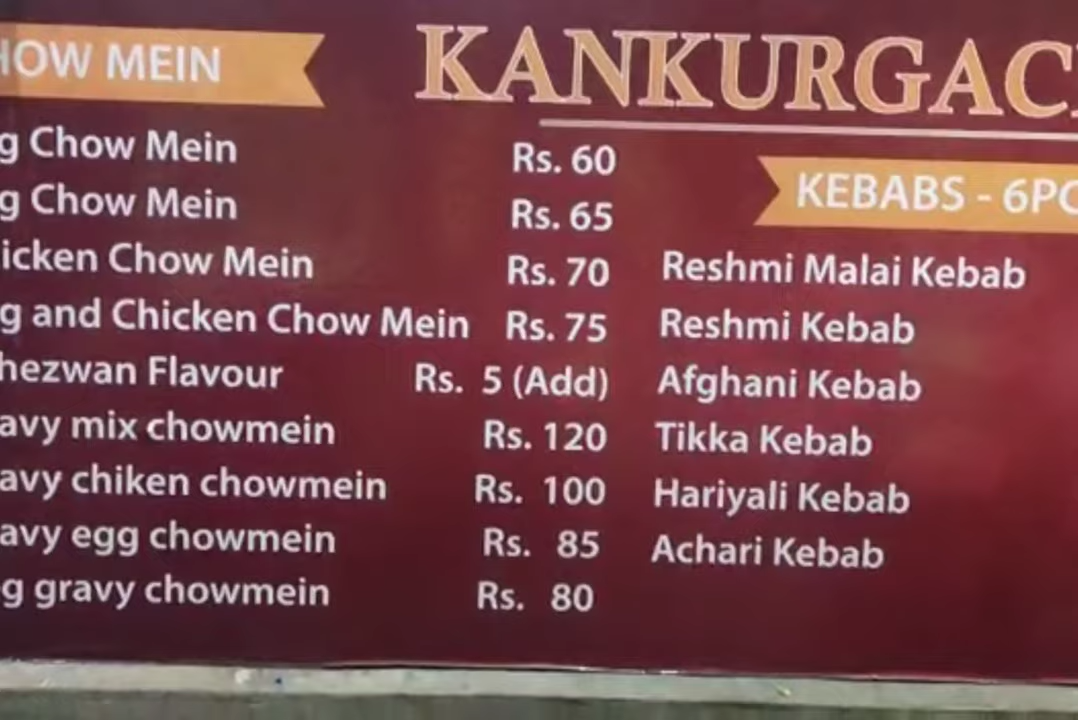 HOW MEIN
g Chow Mein Rs. 60
g Chow Mein Rs. 65
icken Chow Mein Rs. 70
g and Chicken Chow Mein Rs. 75
hezwan Flavour Rs. 5 (Add)
avy mix chowmein Rs. 120
avy chiken chowmein Rs. 100
avy egg chowmein Rs. 85
g gravy chowmein Rs. 80
KANKURGAC
KEBABS - 6PC
Reshmi Malai Kebab
Reshmi Kebab
Afghani Kebab
Tikka Kebab
Hariyali Kebab
Achari Kebab